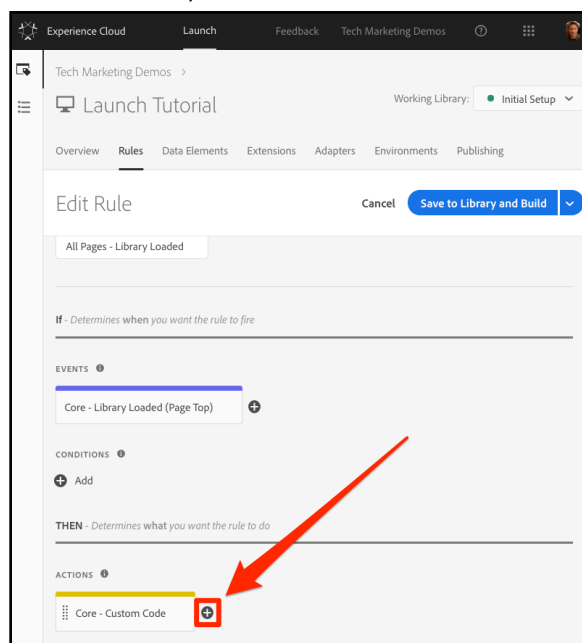 Experience Cloud Launch Feedback Tech Marketing Demos
Tech Marketing Demos >
Launch Tutorial Working Library: Initial Setup
Overview Rules Data Elements Extensions Adapters Environments Publishing
Edit Rule Cancel Save to Library and Build
All Pages - Library Loaded
If - Determines when you want the rule to fire
EVENTS
Core - Library Loaded (Page Top)
CONDITIONS
Add
THEN - Determines what you want the rule to do
ACTIONS
Core - Custom Code